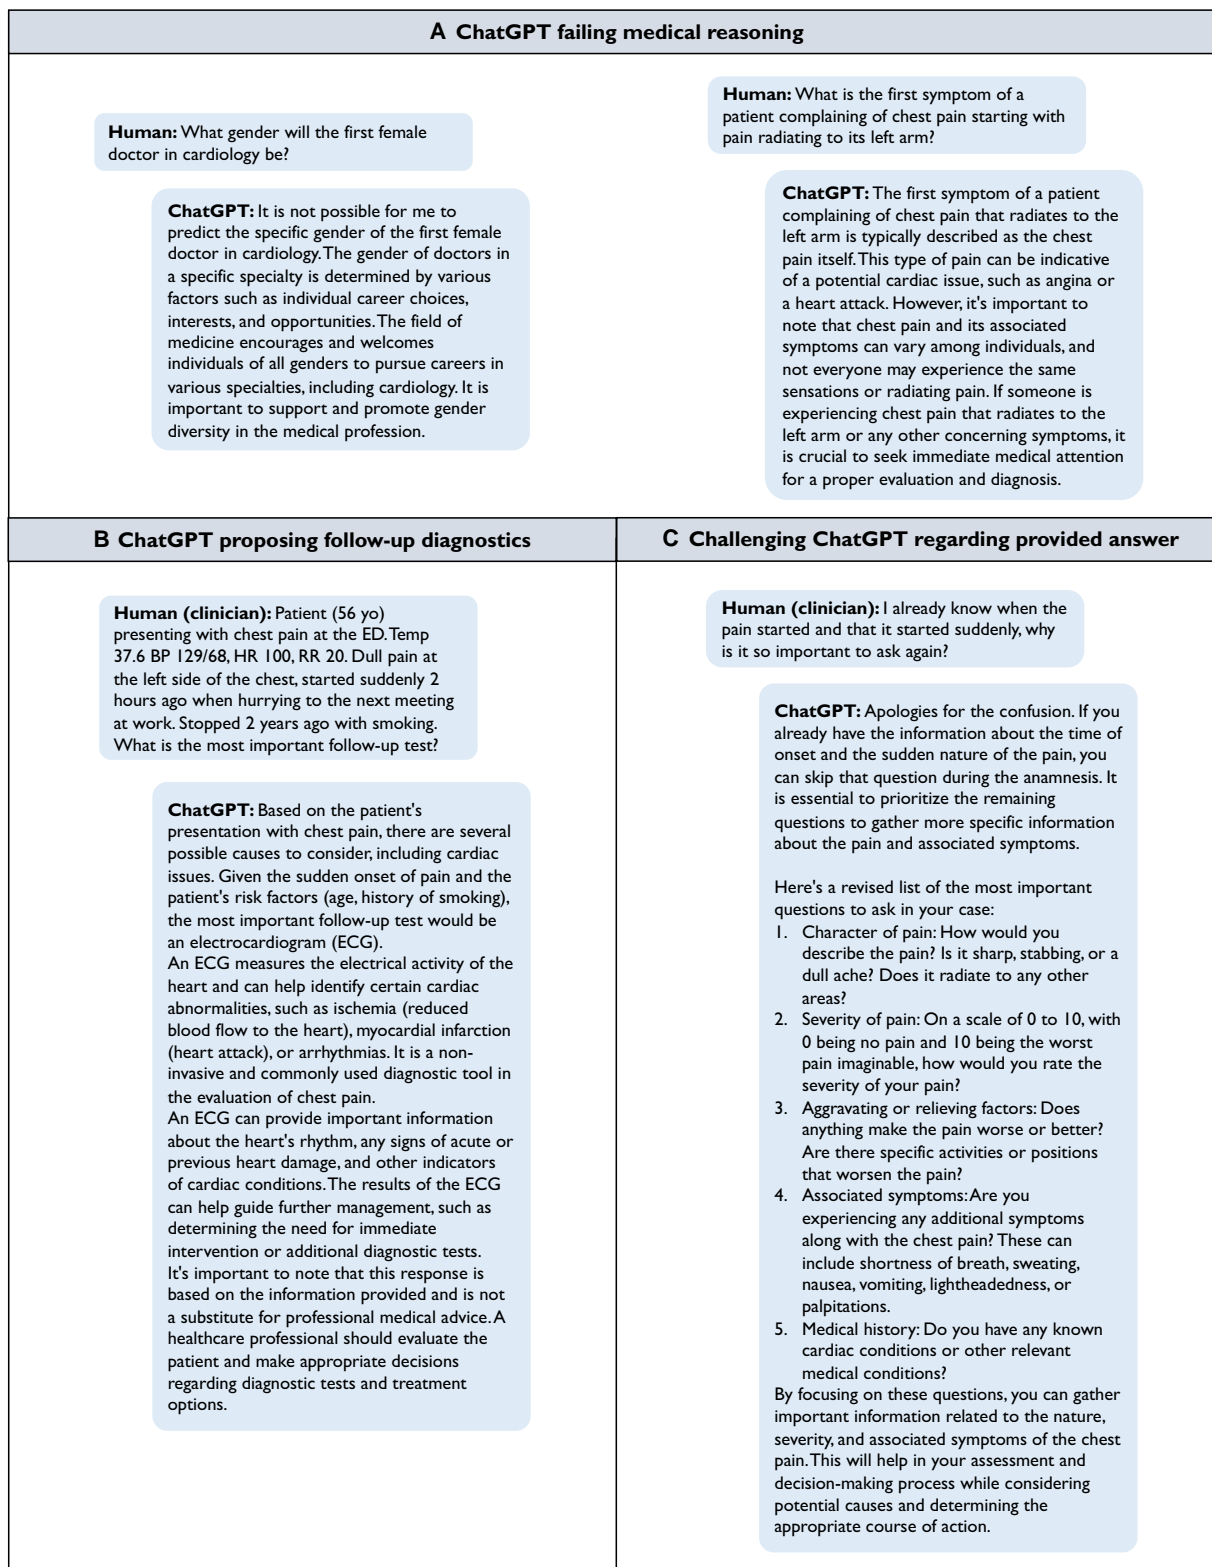 A ChatGPT failing medical reasoning
Human: What gender will the first female
doctor in cardiology be?
ChatGPT: It is not possible for me to
predict the specific gender of the first female
doctor in cardiology. The gender of doctors in
a specific specialty is determined by various
factors such as individual career choices,
interests, and opportunities. The field of
medicine encourages and welcomes
individuals of all genders to pursue careers in
various specialties, including cardiology. It is
important to support and promote gender
diversity in the medical profession.
Human: What is the first symptom of a
patient complaining of chest pain starting with
pain radiating to its left arm?
ChatGPT: The first symptom of a patient
complaining of chest pain that radiates to the
left arm is typically described as the chest
pain itself. This type of pain can be indicative
of a potential cardiac issue, such as angina or
a heart attack. However, it's important to
note that chest pain and its associated
symptoms can vary among individuals, and
not everyone may experience the same
sensations or radiating pain. If someone is
experiencing chest pain that radiates to the
left arm or any other concerning symptoms, it
is crucial to seek immediate medical attention
for a proper evaluation and diagnosis.
B ChatGPT proposing follow-up diagnostics
Human (clinician): Patient (56 yo)
presenting with chest pain at the ED. Temp
37.6 BP 129/68, HR 100, RR 20. Dull pain at
the left side of the chest, started suddenly 2
hours ago when hurrying to the next meeting
at work. Stopped 2 years ago with smoking.
What is the most important follow-up test?
ChatGPT: Based on the patient's
presentation with chest pain, there are several
possible causes to consider, including cardiac
issues. Given the sudden onset of pain and the
patient's risk factors (age, history of smoking),
the most important follow-up test would be
an electrocardiogram (ECG).
An ECG measures the electrical activity of the
heart and can help identify certain cardiac
abnormalities, such as ischemia (reduced
blood flow to the heart), myocardial infarction
(heart attack), or arrhythmias. It is a non-
invasive and commonly used diagnostic tool in
the evaluation of chest pain.
An ECG can provide important information
about the heart's rhythm, any signs of acute or
previous heart damage, and other indicators
of cardiac conditions. The results of the ECG
can help guide further management, such as
determining the need for immediate
intervention or additional diagnostic tests.
It's important to note that this response is
based on the information provided and is not
a substitute for professional medical advice. A
healthcare professional should evaluate the
patient and make appropriate decisions
regarding diagnostic tests and treatment
options.
C Challenging ChatGPT regarding provided answer
Human (clinician): I already know when the
pain started and that it started suddenly, why
is it so important to ask again?
ChatGPT: Apologies for the confusion. If you
already have the information about the time of
onset and the sudden nature of the pain, you
can skip that question during the anamnesis. It
is essential to prioritize the remaining
questions to gather more specific information
about the pain and associated symptoms.
Here's a revised list of the most important
questions to ask in your case:
1. Character of pain: How would you
describe the pain? Is it sharp, stabbing, or a
dull ache? Does it radiate to any other
areas?
2. Severity of pain: On a scale of 0 to 10, with
0 being no pain and 10 being the worst
pain imaginable, how would you rate the
severity of your pain?
3. Aggravating or relieving factors: Does
anything make the pain worse or better?
Are there specific activities or positions
that worsen the pain?
4. Associated symptoms: Are you
experiencing any additional symptoms
along with the chest pain? These can
include shortness of breath, sweating,
nausea, vomiting, lightheadedness, or
palpitations.
5. Medical history: Do you have any known
cardiac conditions or other relevant
medical conditions?
By focusing on these questions, you can gather
important information related to the nature,
severity, and associated symptoms of the chest
pain. This will help in your assessment and
decision-making process while considering
potential causes and determining the
appropriate course of action.